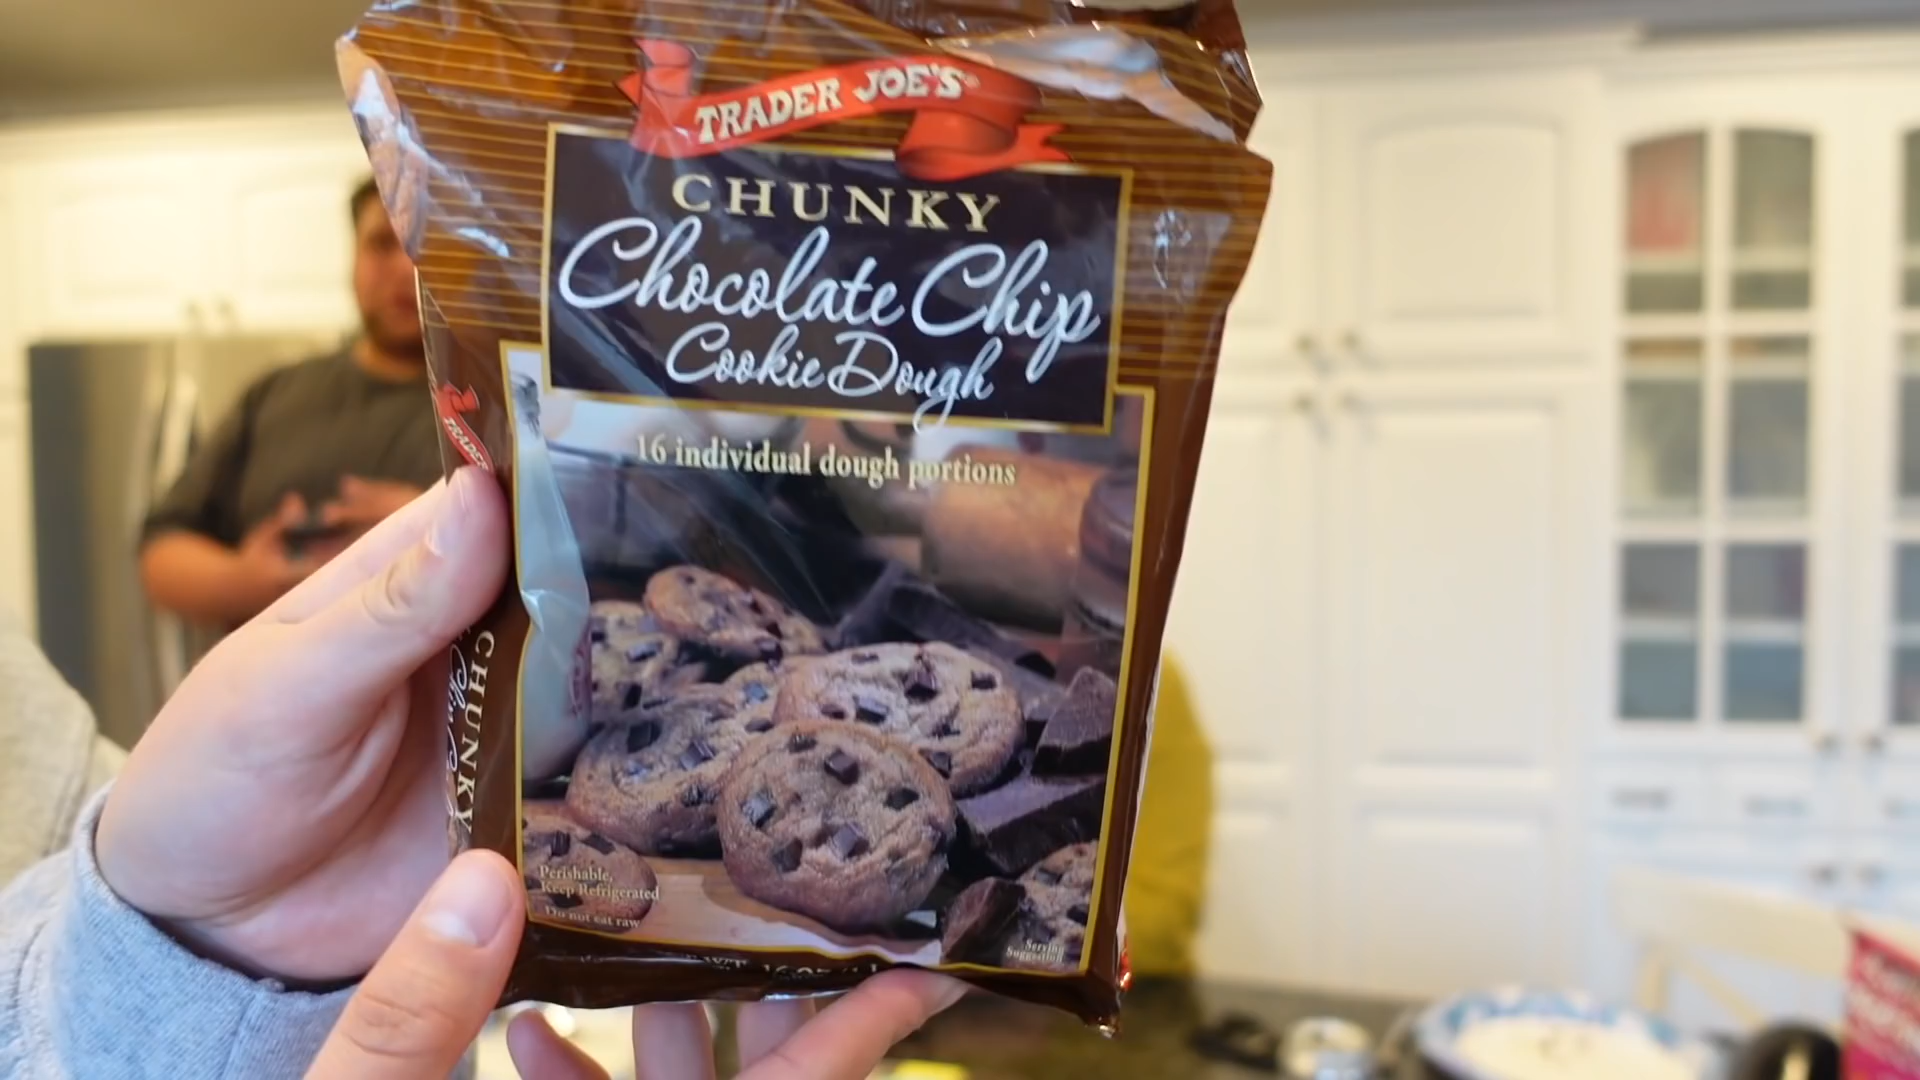 TRADER JOE'S
CHUNKY
Chocolate Chip
Cookie Dough
16 individual dough portions
TRADER
CHUNKY
Perishable,
Keep Refrigerated
Do not eat raw
Serving
Suggestion